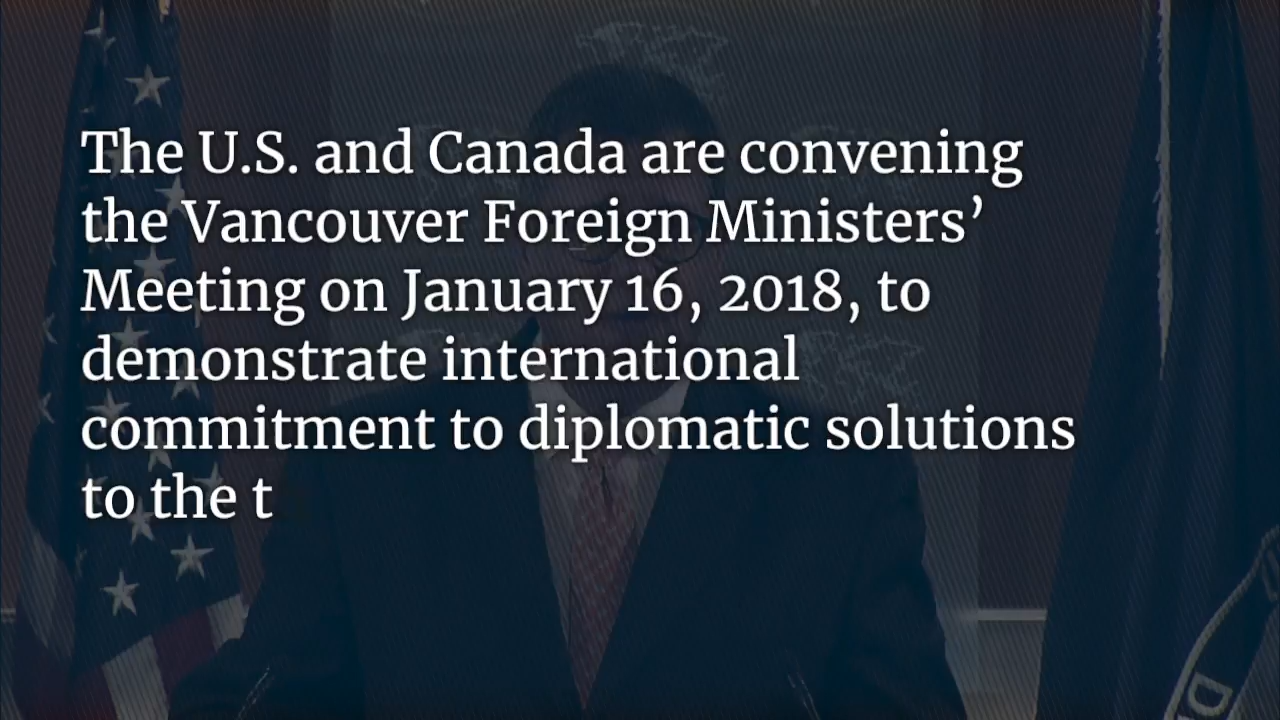 The U.S. and Canada are convening
the Vancouver Foreign Ministers’
Meeting on January 16, 2018, to
demonstrate international
commitment to diplomatic solutions
to the t